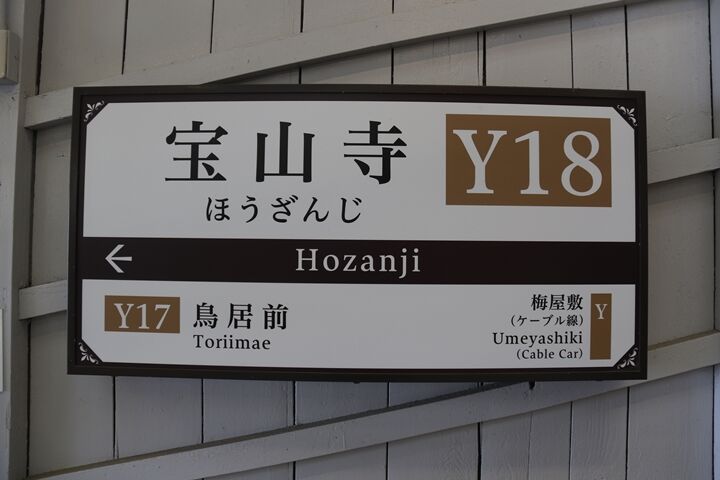 宝山寺 Y18
ほうざんじ
← Hozanji
Y17 鳥居前
Toriimae
梅屋敷
（ケーブル線）
Umeyashiki
(Cable Car)
Y